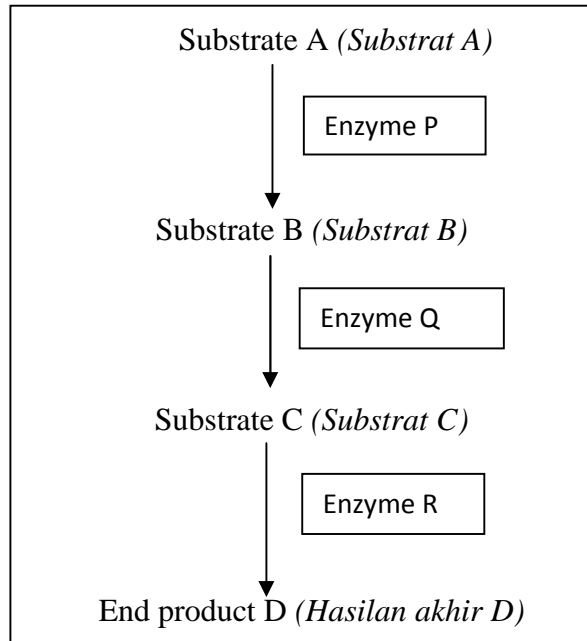 Substrate A (Substrat A)
Enzyme P
Substrate B (Substrat B)
Enzyme Q
Substrate C (Substrat C)
Enzyme R
End product D (Hasilan akhir D)